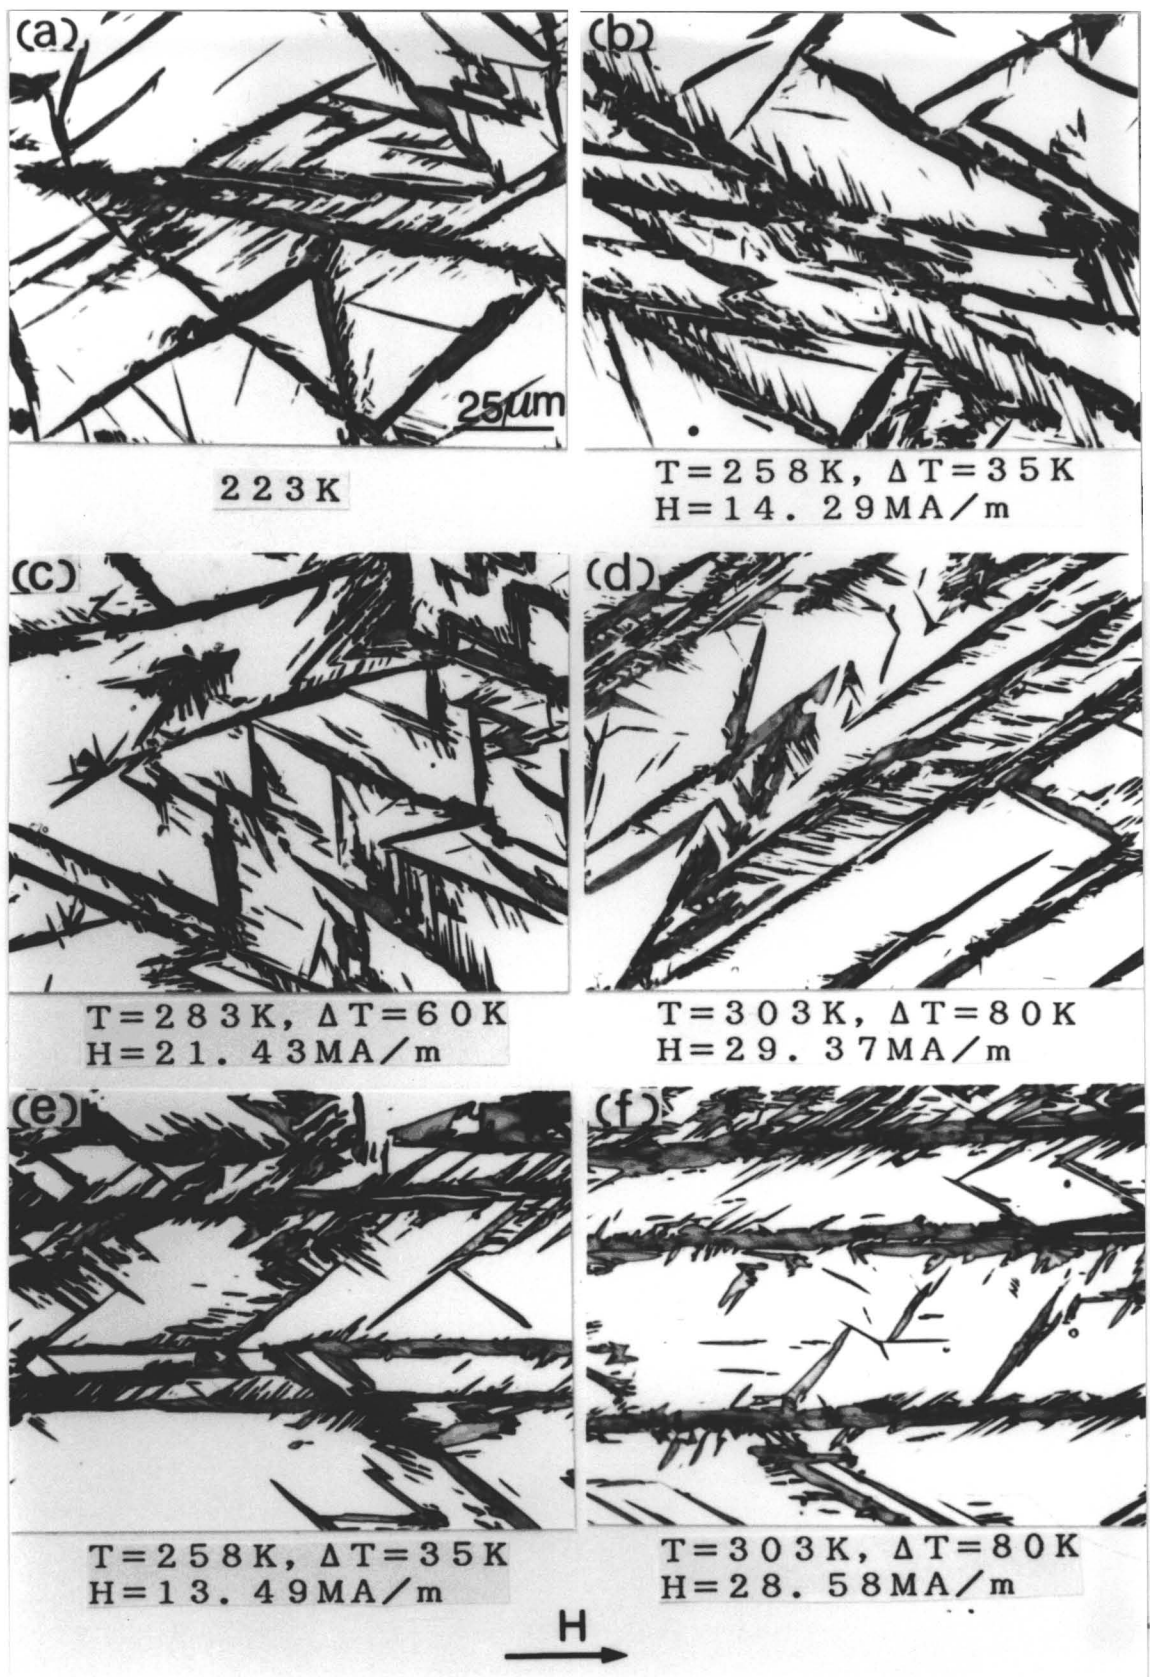 (a)
(b)
25μm
223K
T=258K, ΔT=35K
H=14.29MA/m
(c)
(d)
T=283K, ΔT=60K
H=21.43MA/m
T=303K, ΔT=80K
H=29.37MA/m
(e)
(f)
T=258K, ΔT=35K
H=13.49MA/m
T=303K, ΔT=80K
H=28.58MA/m
H